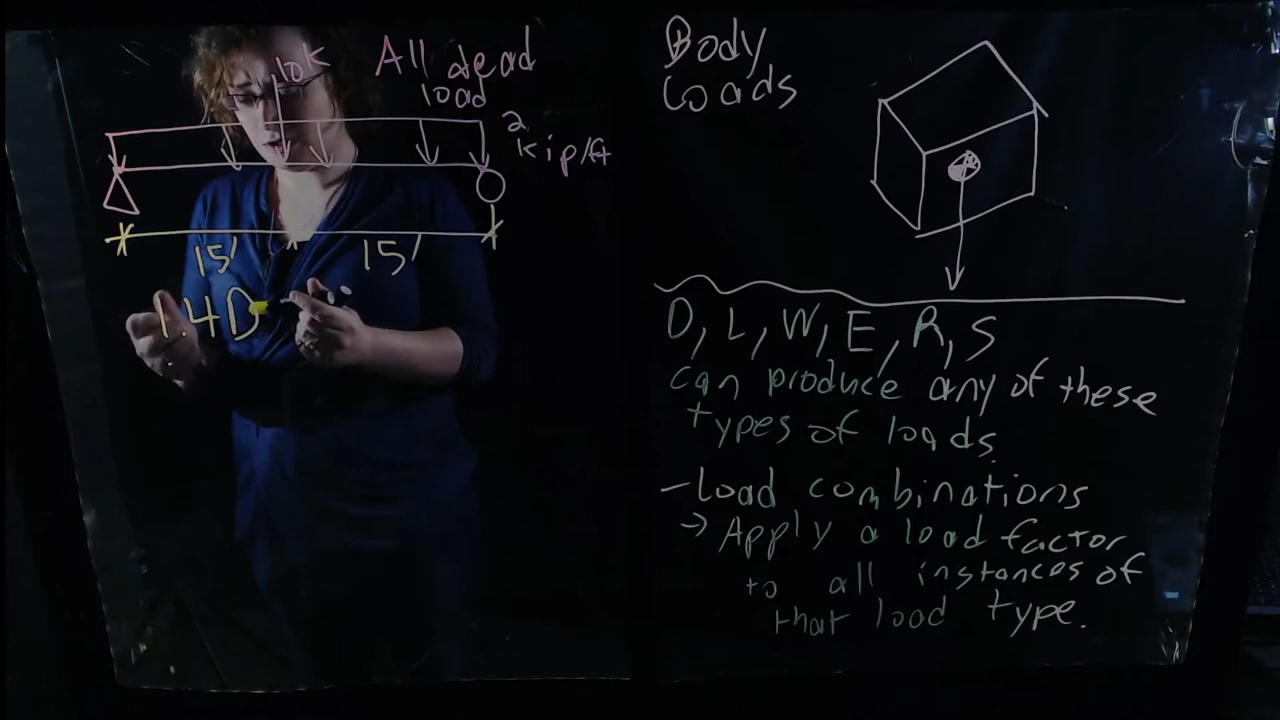 10k
All dead
load
2
kip/ft
15'
15'
1.4D
Body
Loads
D, L, W, E, R, S
can produce any of these
types of loads.
- Load combinations
→ Apply a load factor
to all instances of
that load type.